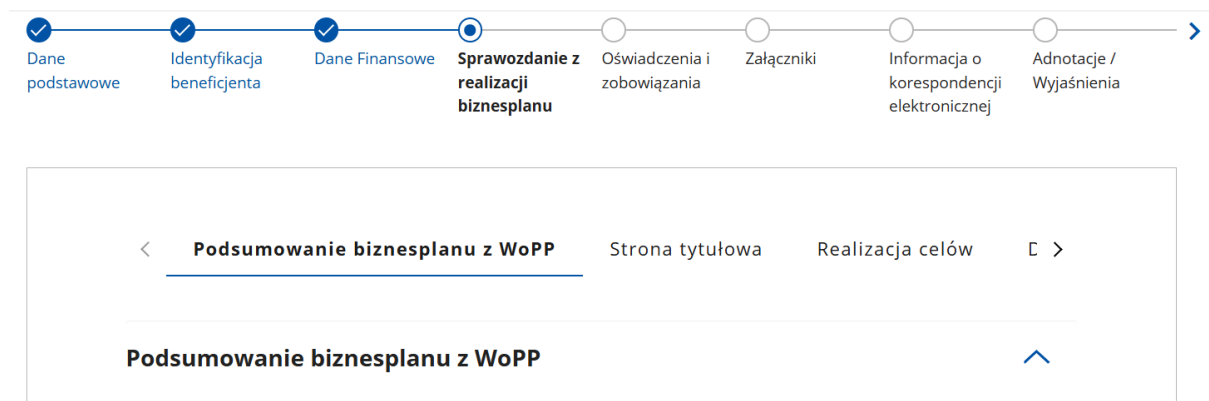 Dane podstawowe
Identyfikacja beneficjenta
Dane Finansowe
Sprawozdanie z realizacji biznesplanu
Oświadczenia i zobowiązania
Załączniki
Informacja o korespondencji elektronicznej
Adnotacje / Wyjaśnienia
Podsumowanie biznesplanu z WoPP
Strona tytułowa
Realizacja celów
Podsumowanie biznesplanu z WoPP